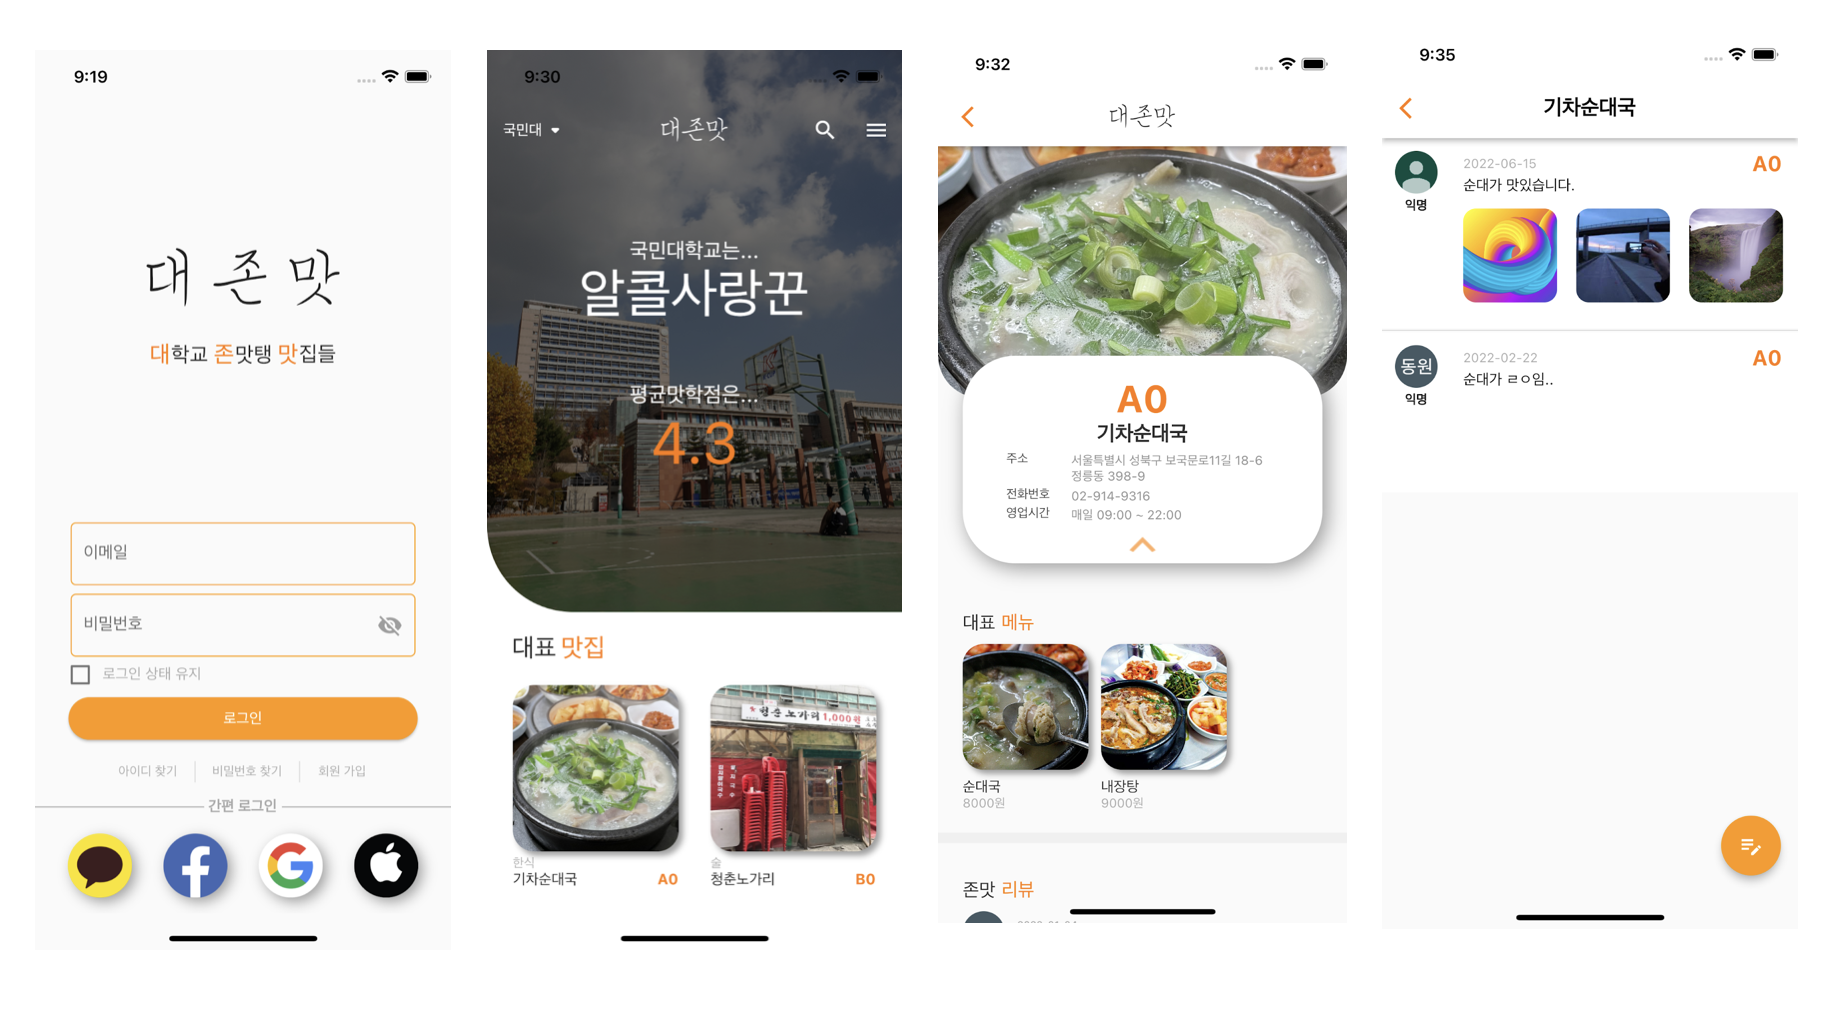 9:19
대존맛
대학교 존맛탱 맛집들
이메일
비밀번호
로그인 상태 유지
로그인
아이디 찾기
비밀번호 찾기
회원 가입
간편 로그인
9:30
국민대
대존맛
국민대학교는...
알콜사랑꾼
평균맛학점은...
4.3
대표 맛집
청춘노가리 1,000원
한식
기차순대국 A0
술
청춘노가리 B0
9:32
대존맛
A0
기차순대국
주소 서울특별시 성북구 보국문로11길 18-6
정릉동 398-9
전화번호 02-914-9316
영업시간 매일 09:00 ~ 22:00
대표 메뉴
순대국
8000원
내장탕
9000원
존맛 리뷰
9:35
기차순대국
2022-06-15 A0
순대가 맛있습니다.
익명
2022-02-22 A0
동원
순대가 ㄹㅇ임..
익명